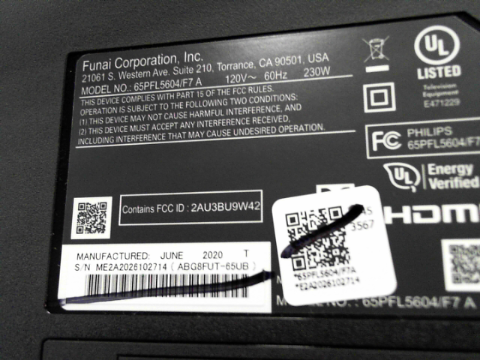 Funai Corporation, Inc.
21061 S. Western Ave. Suite 210, Torrance, CA 90501, USA
MODEL NO.: 65PFL5604/F7 A 120V~ 60Hz 230W
THIS DEVICE COMPLIES WITH PART 15 OF THE FCC RULES.
OPERATION IS SUBJECT TO THE FOLLOWING TWO CONDITIONS:
(1) THIS DEVICE MAY NOT CAUSE HARMFUL INTERFERENCE, AND
(2) THIS DEVICE MUST ACCEPT ANY INTERFERENCE RECEIVED,
INCLUDING INTERFERENCE THAT MAY CAUSE UNDESIRED OPERATION.
UL
LISTED
Television
Equipment
E471229
FC PHILIPS
65PFL5604/F7
UL Energy
Verified
HDMI
Contains FCC ID : 2AU3BU9W42
MANUFACTURED: JUNE 2020 T
S/N ME2A2026102714 ( ABG8FUT-65UB )
3567
*65PFL5604/F7A
*E2A2026102714
MODEL NO.: 65PFL5604/F7 A